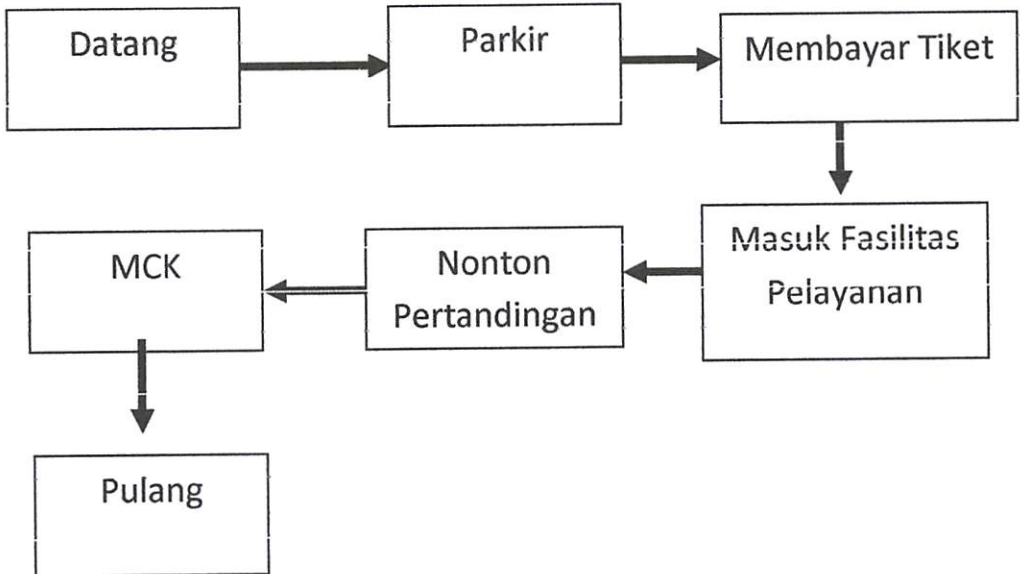 Datang
Parkir
Membayar Tiket
Masuk Fasilitas
Pelayanan
Nonton
Pertandingan
MCK
Pulang